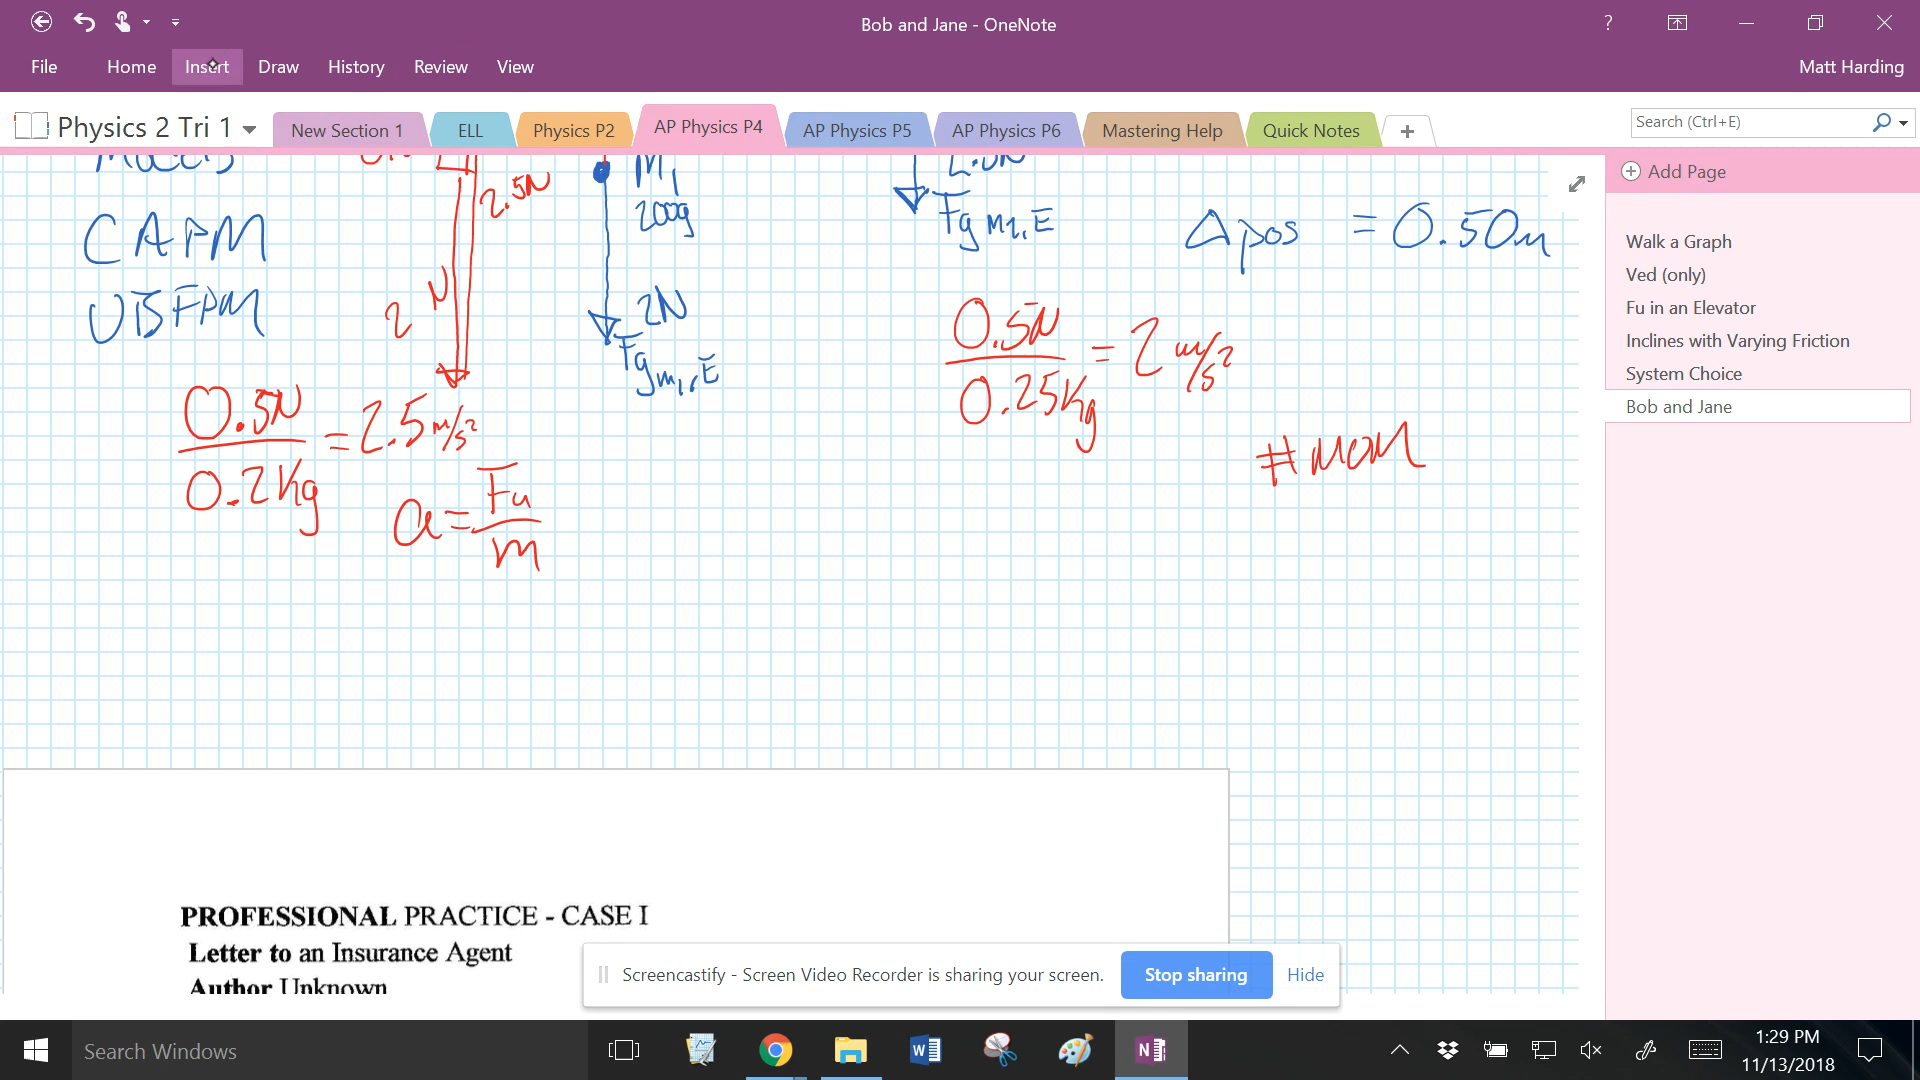 Bob and Jane - OneNote
?
File Home Insert Draw History Review View
Matt Harding
Physics 2 Tri 1
New Section 1
ELL
Physics P2
AP Physics P4
AP Physics P5
AP Physics P6
Mastering Help
Quick Notes
+
Search (Ctrl+E)
Add Page
Walk a Graph
Ved (only)
Fu in an Elevator
Inclines with Varying Friction
System Choice
Bob and Jane
CAPM
UBFPM
2.5N
2 N
0.5N
0.2Kg
= 2.5 m/s²
a = Fu
m
M1
200g
2N
Fg m1,E
Fg M2,E
Δpos = 0.50m
0.5N
0.25Kg
= 2 m/s²
#MOM
PROFESSIONAL PRACTICE - CASE I
Letter to an Insurance Agent
Author Unknown
Screencastify - Screen Video Recorder is sharing your screen.
Stop sharing
Hide
Search Windows
1:29 PM
11/13/2018